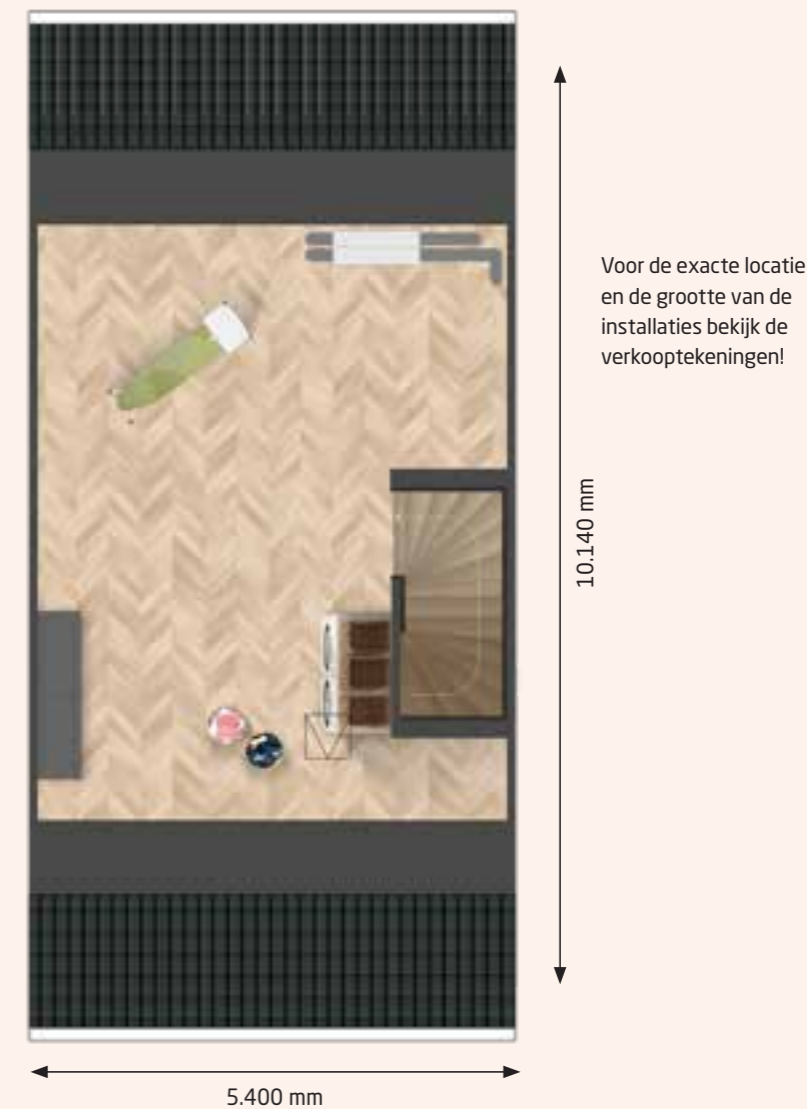 Voor de exacte locatie
en de grootte van de
installaties bekijk de
verkooptekeningen!
10.140 mm
5.400 mm